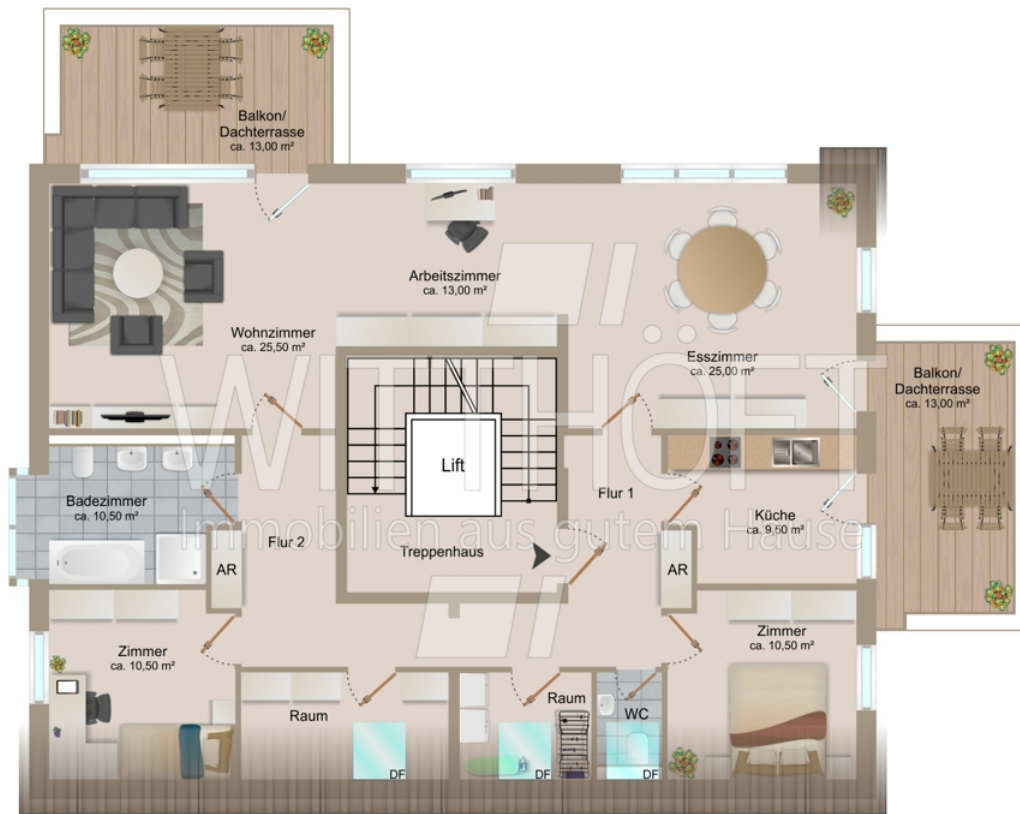 Balkon/
Dachterrasse
ca. 13,00 m²
Arbeitszimmer
ca. 13,00 m²
Wohnzimmer
ca. 25,50 m²
Esszimmer
ca. 25,00 m²
Balkon/
Dachterrasse
ca. 13,00 m²
WITTHÖFT
Immobilien aus gutem Hause
Lift
Badezimmer
ca. 10,50 m²
Flur 1
Küche
ca. 9,50 m²
Flur 2
Treppenhaus
AR
AR
Zimmer
ca. 10,50 m²
Zimmer
ca. 10,50 m²
Raum
DF
Raum
DF
WC
DF